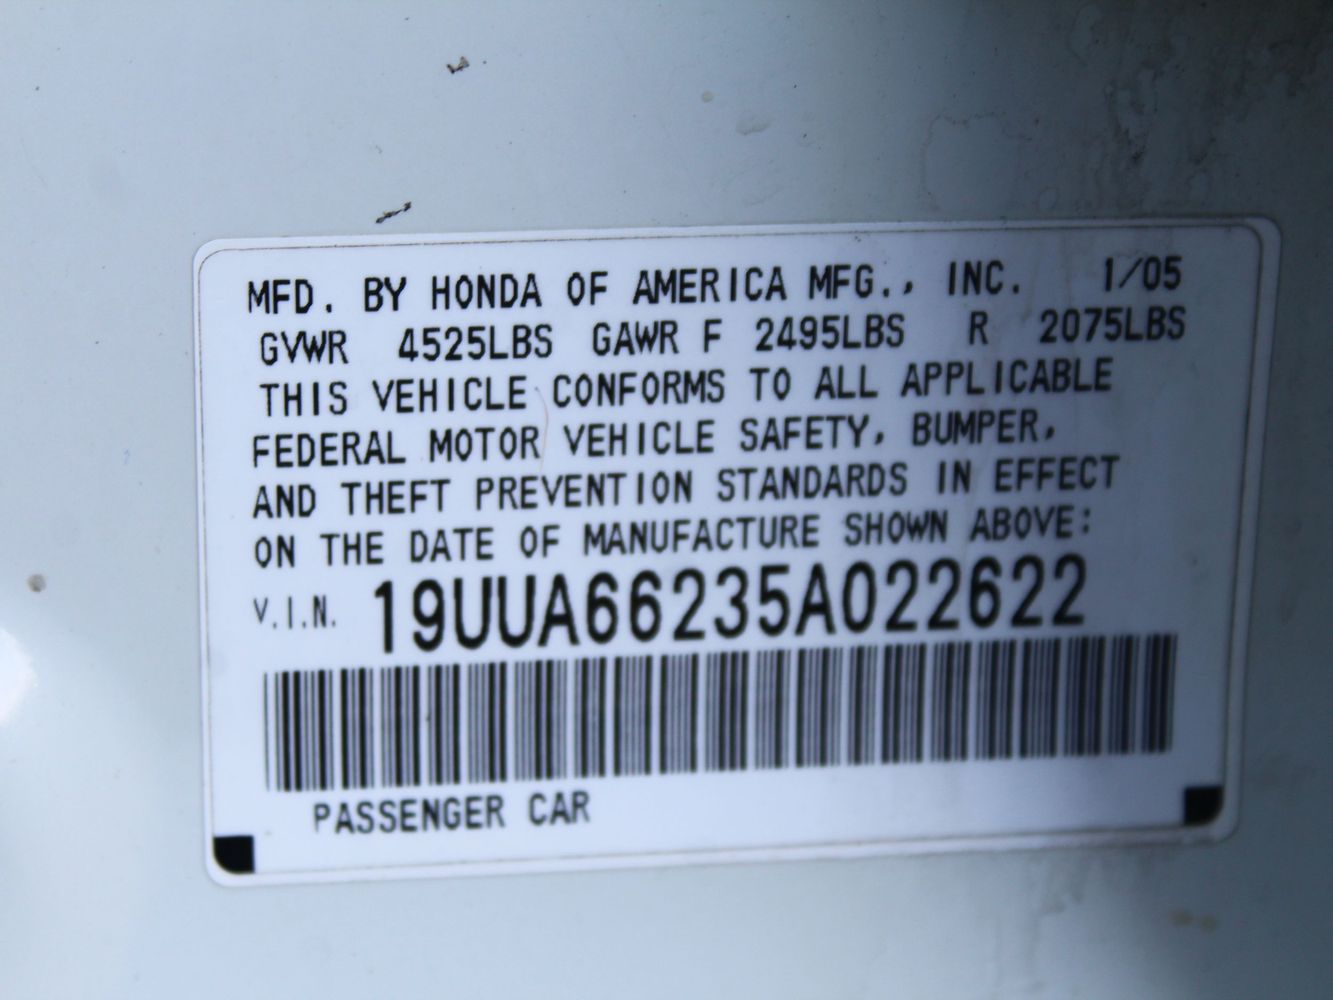 MFD. BY HONDA OF AMERICA MFG., INC. 1/05
GVWR 4525LBS GAWR F 2495LBS R 2075LBS
THIS VEHICLE CONFORMS TO ALL APPLICABLE
FEDERAL MOTOR VEHICLE SAFETY, BUMPER,
AND THEFT PREVENTION STANDARDS IN EFFECT
ON THE DATE OF MANUFACTURE SHOWN ABOVE:
V.I.N. 19UUA66235A022622
PASSENGER CAR